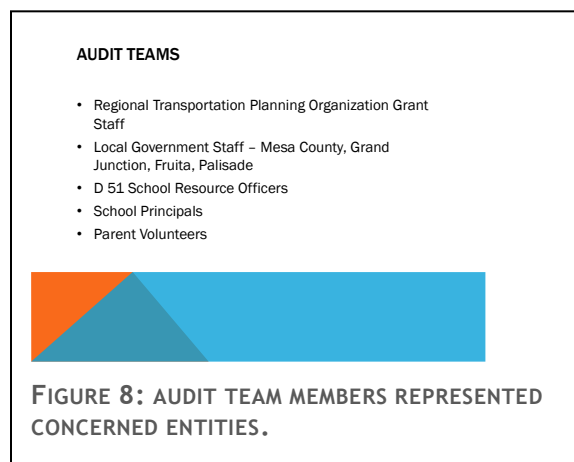 AUDIT TEAMS
• Regional Transportation Planning Organization Grant
Staff
• Local Government Staff – Mesa County, Grand
Junction, Fruita, Palisade
• D 51 School Resource Officers
• School Principals
• Parent Volunteers
FIGURE 8: AUDIT TEAM MEMBERS REPRESENTED
CONCERNED ENTITIES.